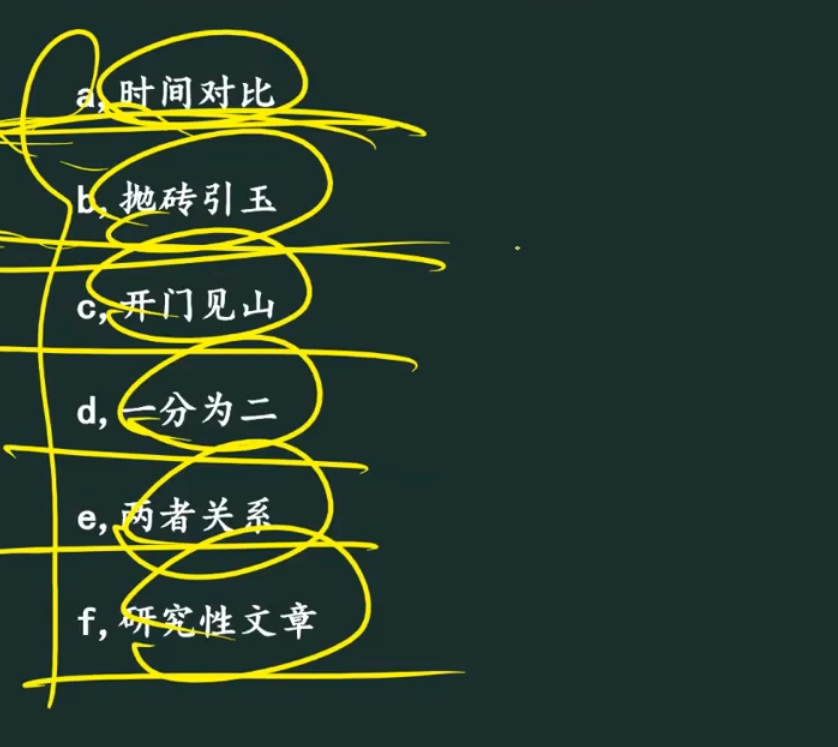 a, 时间对比
b, 抛砖引玉
c, 开门见山
d, 一分为二
e, 两者关系
f, 研究性文章